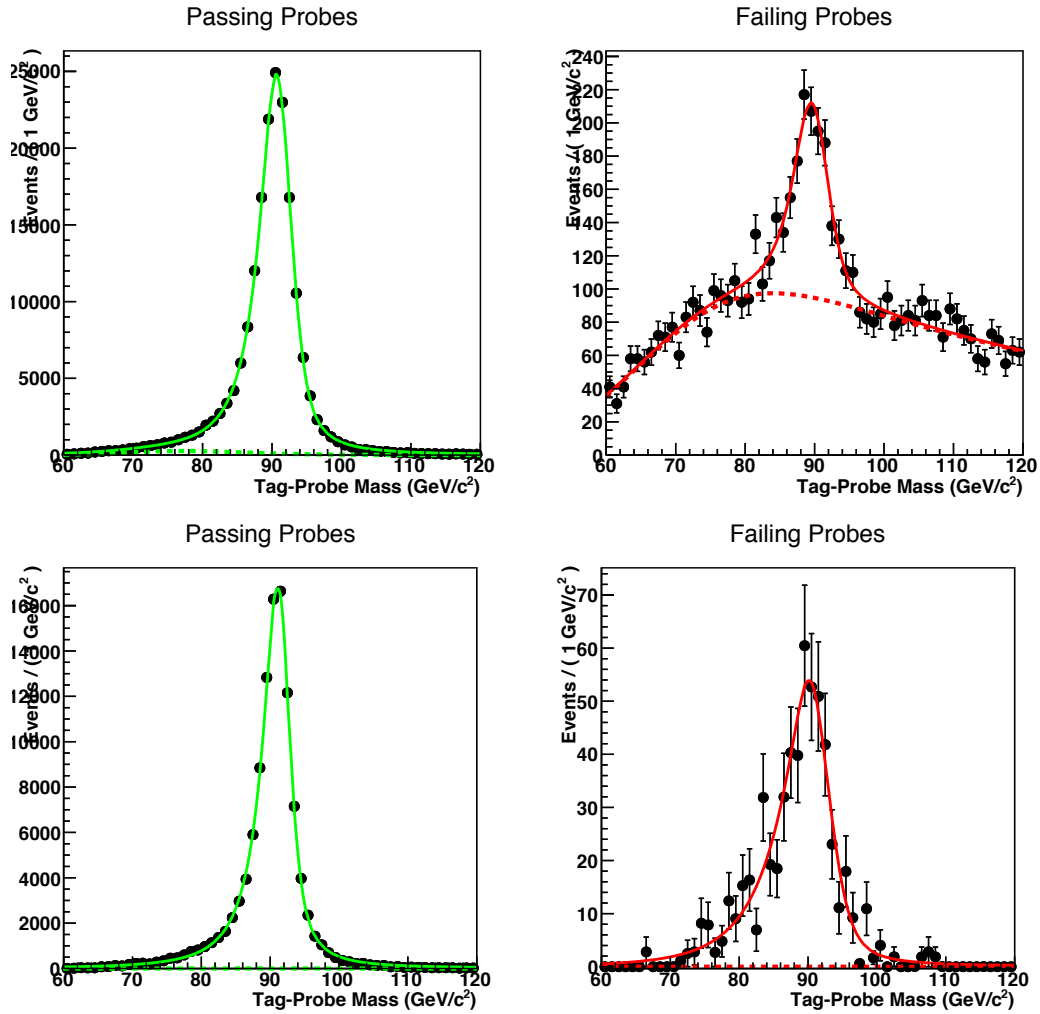 Passing Probes
Events / ( 1 GeV/c² )
25000
20000
15000
10000
5000
0
60 70 80 90 100 110 120
Tag-Probe Mass (GeV/c²)
Failing Probes
Events / ( 1 GeV/c² )
240
220
200
180
160
140
120
100
80
60
40
20
0
60 70 80 90 100 110 120
Tag-Probe Mass (GeV/c²)
Passing Probes
Events / ( 1 GeV/c² )
16000
14000
12000
10000
8000
6000
4000
2000
0
60 70 80 90 100 110 120
Tag-Probe Mass (GeV/c²)
Failing Probes
Events / ( 1 GeV/c² )
70
60
50
40
30
20
10
0
60 70 80 90 100 110 120
Tag-Probe Mass (GeV/c²)